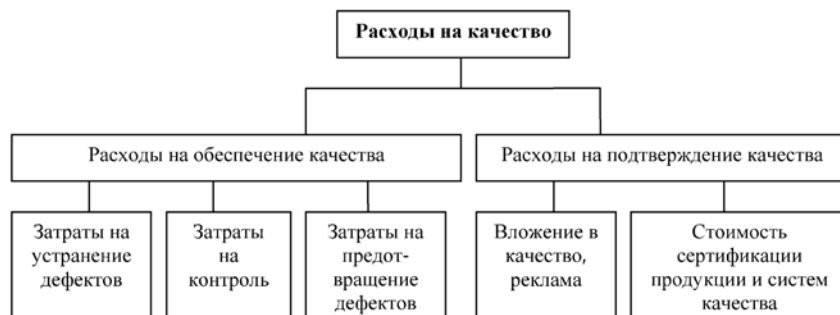 Расходы на качество
Расходы на обеспечение качества
Расходы на подтверждение качества
Затраты на
устранение
дефектов
Затраты
на
контроль
Затраты на
предот-
вращение
дефектов
Вложение в
качество,
реклама
Стоимость
сертификации
продукции и систем
качества